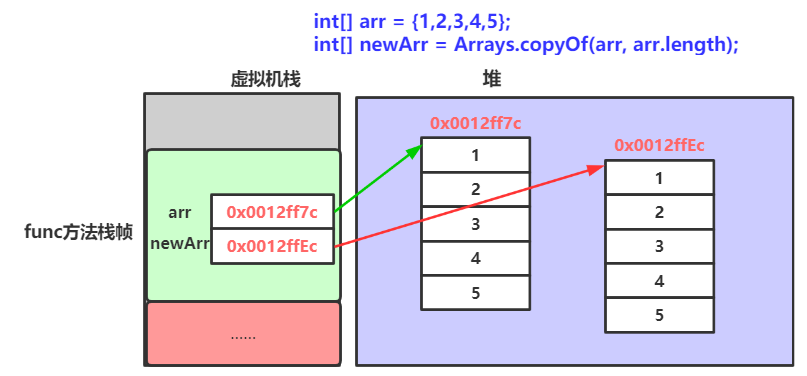 int[] arr = {1,2,3,4,5};
int[] newArr = Arrays.copyOf(arr, arr.length);
虚拟机栈
堆
0x0012ff7c
0x0012ffEc
1
2
3
4
5
1
2
3
4
5
func方法栈帧
arr
0x0012ff7c
newArr
0x0012ffEc
......